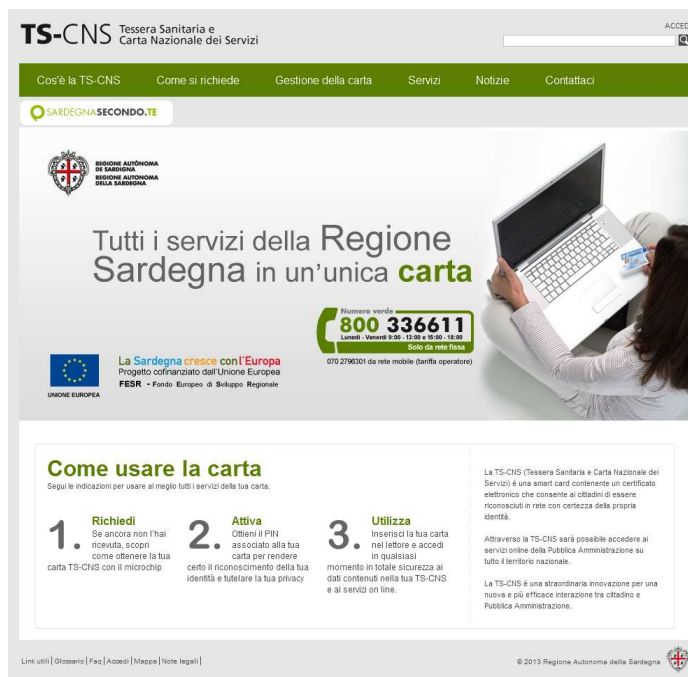 TS-CNS Tessera Sanitaria e
Carta Nazionale dei Servizi
ACCED
Cos'è la TS-CNS Come si richiede Gestione della carta Servizi Notizie Contattaci
SARDEGNASECONDO.TE
REGIONE AUTÒNOMA
DE SARDIGNA
REGIONE AUTONOMA
DELLA SARDEGNA
Tutti i servizi della Regione
Sardegna in un'unica carta
Numero verde
800 336611
Lunedì - Venerdì 9:00 - 13:00 e 15:00 - 18:00
Solo da rete fissa
070 2796301 da rete mobile (tariffa operatore)
UNIONE EUROPEA
La Sardegna cresce con l'Europa
Progetto cofinanziato dall'Unione Europea
FESR - Fondo Europeo di Sviluppo Regionale
Come usare la carta
Segui le indicazioni per usare al meglio tutti i servizi della tua carta.
1. Richiedi
Se ancora non l'hai
ricevuta, scopri
come ottenere la tua
carta TS-CNS con il microchip
2. Attiva
Ottieni il PIN
associato alla tua
carta per rendere
certo il riconoscimento della tua
identità e tutelare la tua privacy
3. Utilizza
Inserisci la tua carta
nel lettore e accedi
in qualsiasi
momento in totale sicurezza ai
dati contenuti nella tua TS-CNS
e ai servizi on line.
La TS-CNS (Tessera Sanitaria e Carta Nazionale dei
Servizi) è una smart card contenente un certificato
elettronico che consente ai cittadini di essere
riconosciuti in rete con certezza della propria
identità.
Attraverso la TS-CNS sarà possibile accedere ai
servizi online della Pubblica Amministrazione su
tutto il territorio nazionale.
La TS-CNS è una straordinaria innovazione per una
nuova e più efficace interazione tra cittadino e
Pubblica Amministrazione.
Link utili | Glossario | Faq | Accedi | Mappa | Note legali |
© 2013 Regione Autonoma della Sardegna